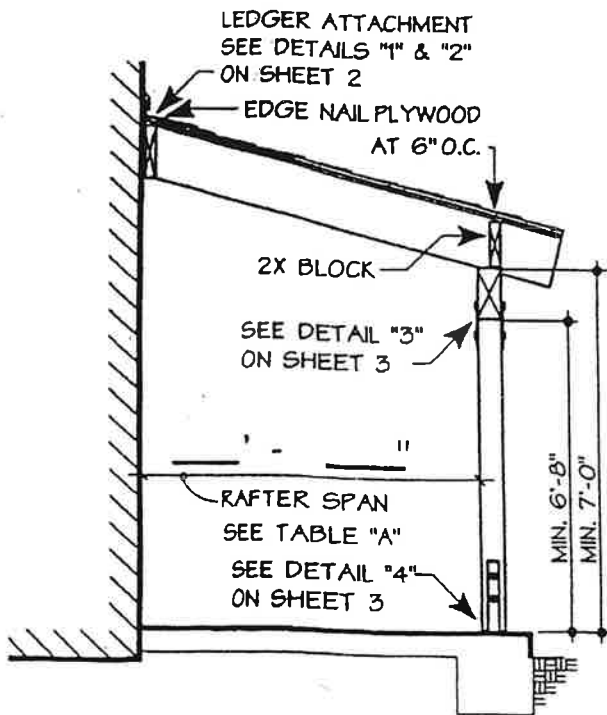 LEDGER ATTACHMENT
SEE DETAILS "1" & "2"
ON SHEET 2
EDGE NAIL PLYWOOD
AT 6" O.C.
2X BLOCK
SEE DETAIL "3"
ON SHEET 3
____' - ____"
RAFTER SPAN
SEE TABLE "A"
SEE DETAIL "4"
ON SHEET 3
MIN. 6'-8"
MIN. 7'-0"